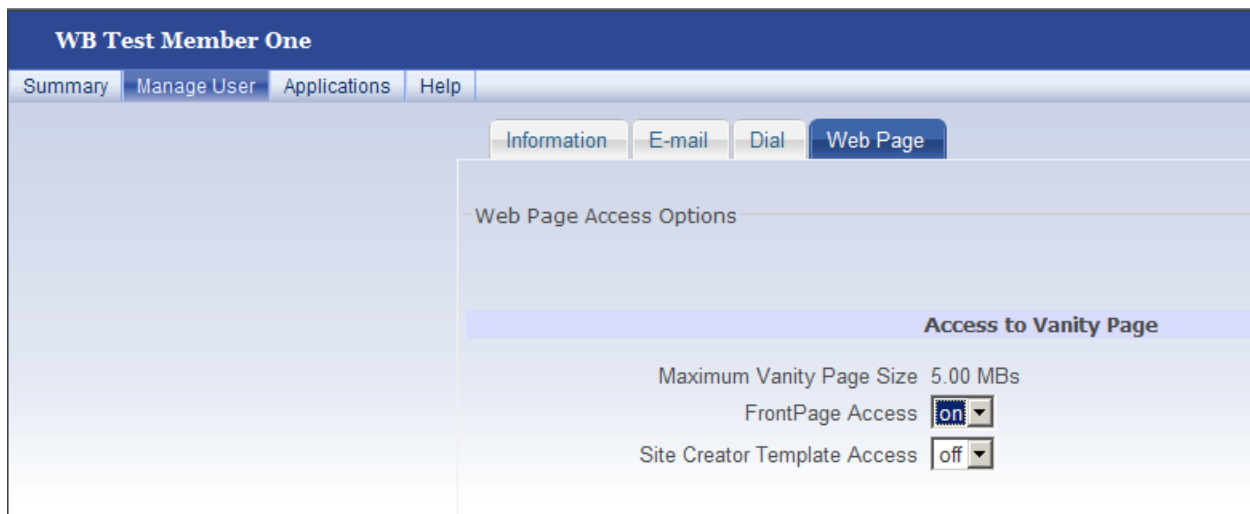 WB Test Member One
Summary Manage User Applications Help
Information E-mail Dial Web Page
Web Page Access Options
Access to Vanity Page
Maximum Vanity Page Size 5.00 MBs
FrontPage Access on
Site Creator Template Access off